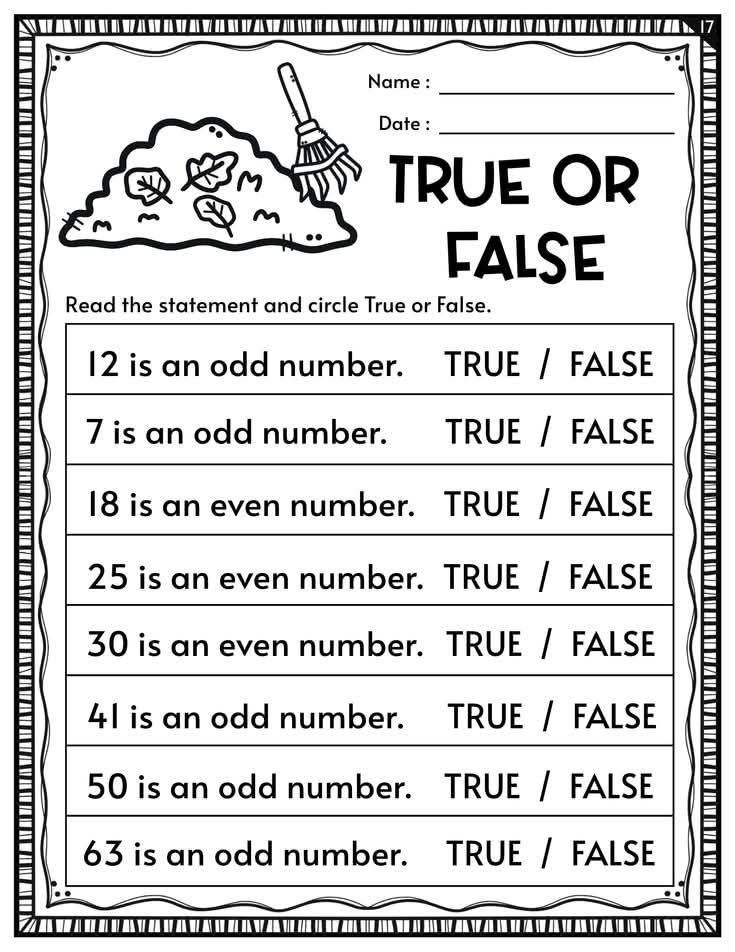 17
Name :
Date :
TRUE OR
FALSE
Read the statement and circle True or False.
12 is an odd number. TRUE / FALSE
7 is an odd number. TRUE / FALSE
18 is an even number. TRUE / FALSE
25 is an even number. TRUE / FALSE
30 is an even number. TRUE / FALSE
41 is an odd number. TRUE / FALSE
50 is an odd number. TRUE / FALSE
63 is an odd number. TRUE / FALSE